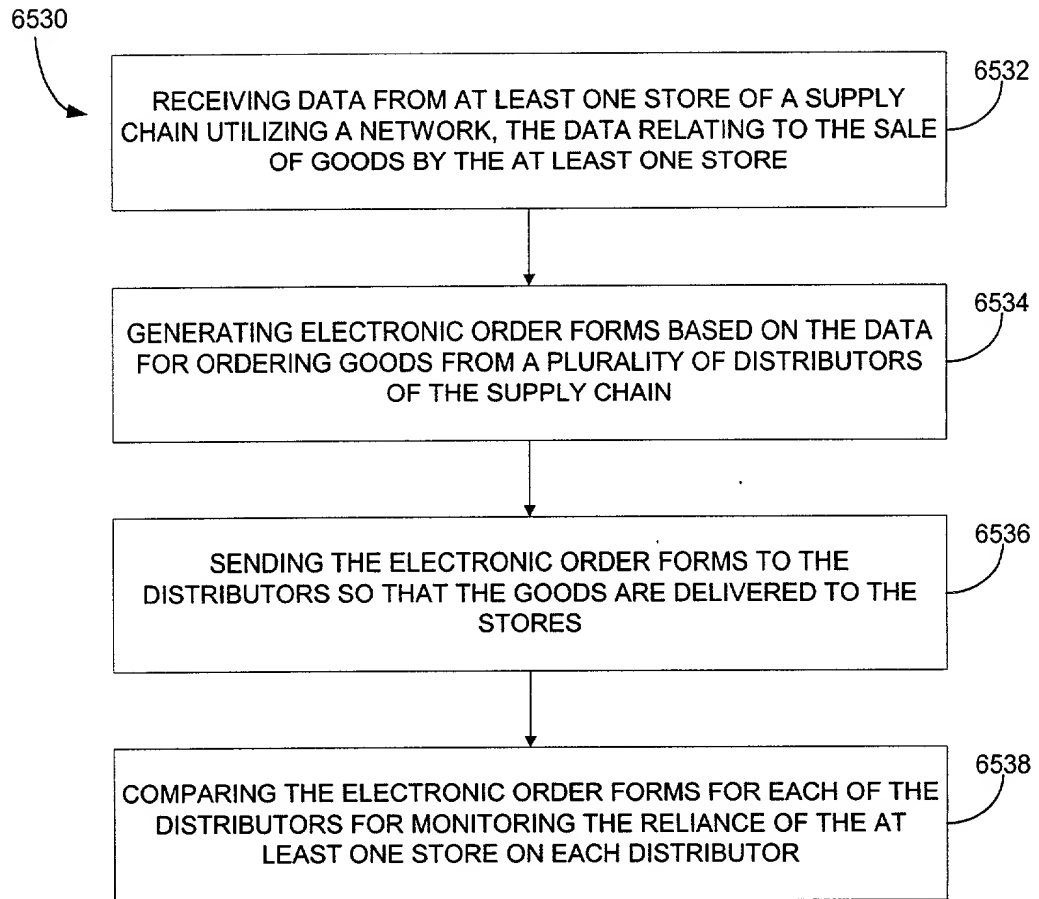 6530
6532
RECEIVING DATA FROM AT LEAST ONE STORE OF A SUPPLY
CHAIN UTILIZING A NETWORK, THE DATA RELATING TO THE SALE
OF GOODS BY THE AT LEAST ONE STORE
6534
GENERATING ELECTRONIC ORDER FORMS BASED ON THE DATA
FOR ORDERING GOODS FROM A PLURALITY OF DISTRIBUTORS
OF THE SUPPLY CHAIN
6536
SENDING THE ELECTRONIC ORDER FORMS TO THE
DISTRIBUTORS SO THAT THE GOODS ARE DELIVERED TO THE
STORES
6538
COMPARING THE ELECTRONIC ORDER FORMS FOR EACH OF THE
DISTRIBUTORS FOR MONITORING THE RELIANCE OF THE AT
LEAST ONE STORE ON EACH DISTRIBUTOR